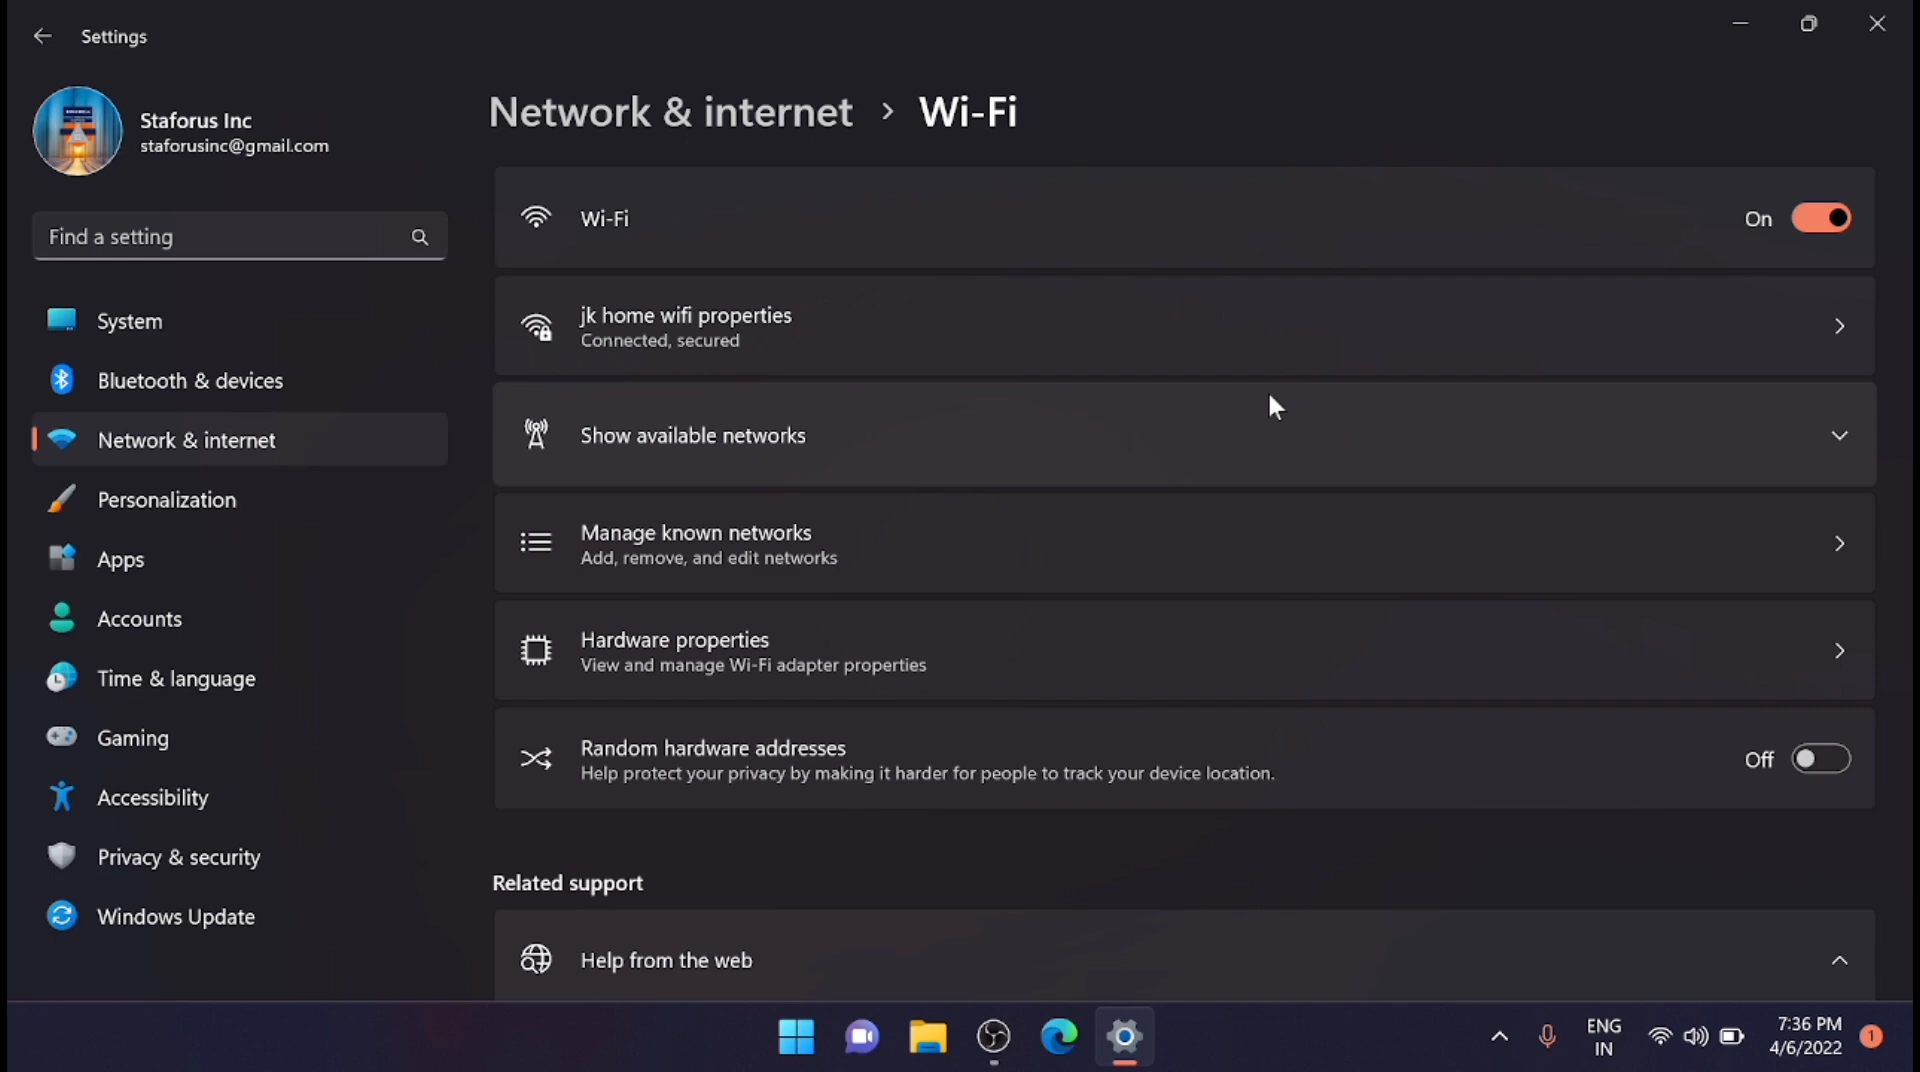 Settings
Staforus Inc
staforusinc@gmail.com
Find a setting
System
Bluetooth & devices
Network & internet
Personalization
Apps
Accounts
Time & language
Gaming
Accessibility
Privacy & security
Windows Update
Network & internet > Wi-Fi
Wi-Fi
On
jk home wifi properties
Connected, secured
Show available networks
Manage known networks
Add, remove, and edit networks
Hardware properties
View and manage Wi-Fi adapter properties
Random hardware addresses
Help protect your privacy by making it harder for people to track your device location.
Off
Related support
Help from the web
ENG
IN
7:36 PM
4/6/2022
1